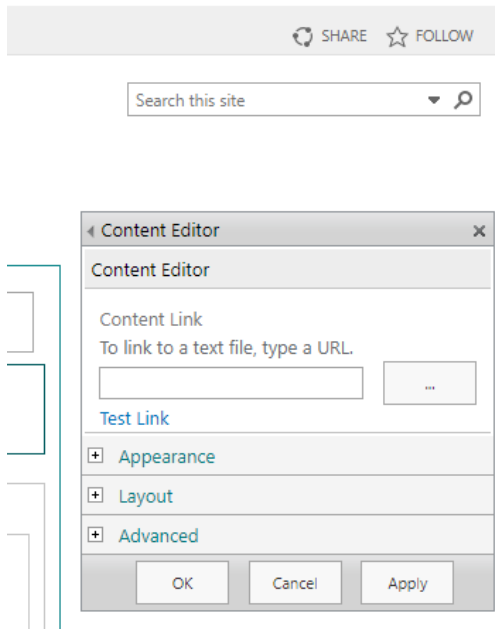 SHARE FOLLOW
Search this site
Content Editor
Content Editor
Content Link
To link to a text file, type a URL.
...
Test Link
Appearance
Layout
Advanced
OK Cancel Apply